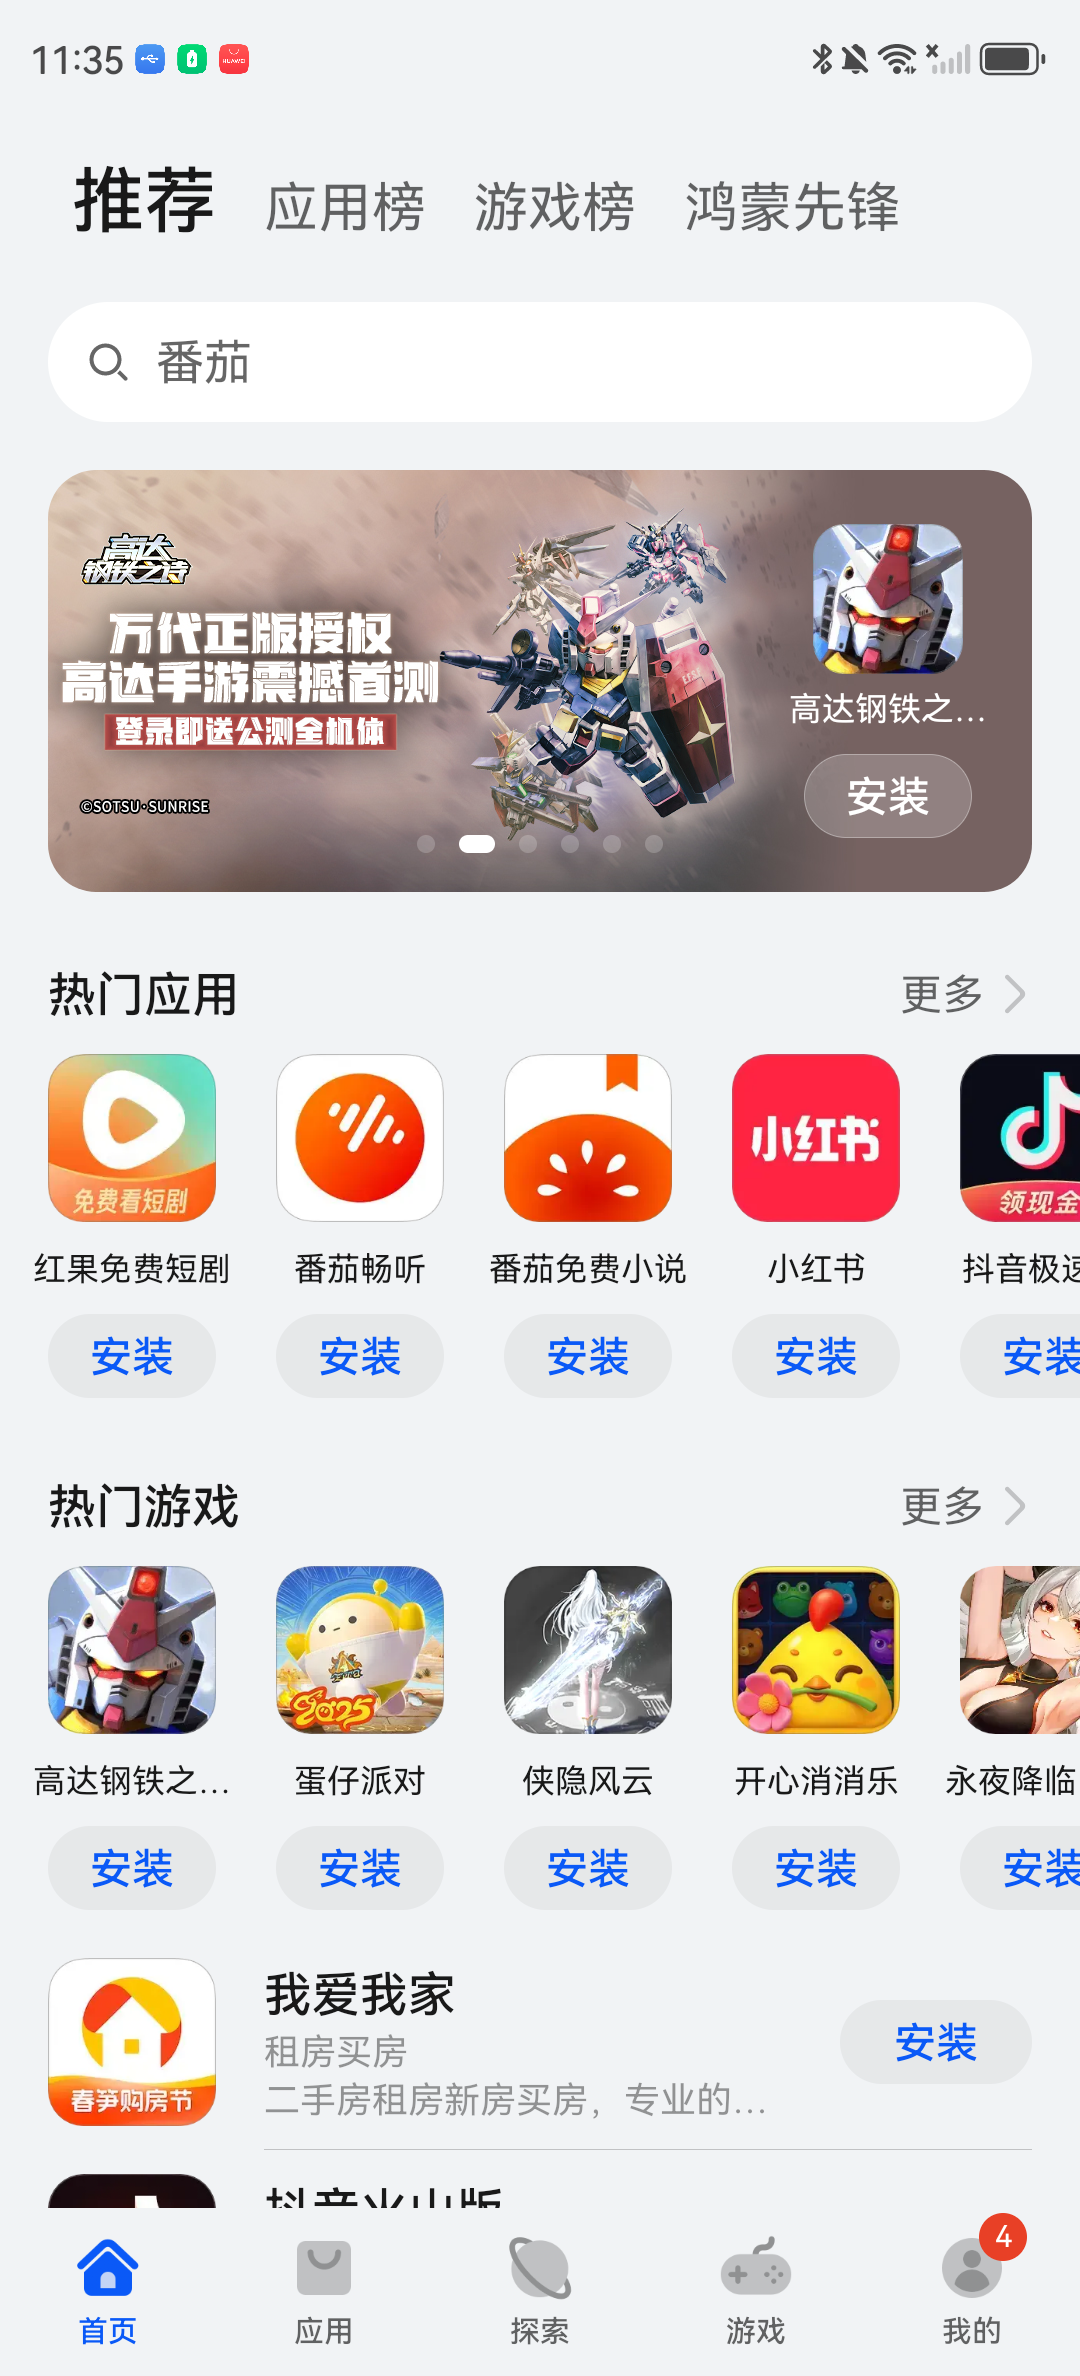 11:35
HUAWEI
推荐 应用榜 游戏榜 鸿蒙先锋
番茄
高达
钢铁之诗
万代正版授权
高达手游震撼首测
登录即送公测全机体
©SOTSU·SUNRISE
高达钢铁之...
安装
热门应用 更多
免费看短剧
小红书
领现金
红果免费短剧 番茄畅听 番茄免费小说 小红书 抖音极速
安装 安装 安装 安装 安装
热门游戏 更多
2025
高达钢铁之... 蛋仔派对 侠隐风云 开心消消乐 永夜降临
安装 安装 安装 安装 安装
春笋购房节
我爱我家
租房买房
二手房租房新房买房，专业的...
安装
抖音火山版
4
首页 应用 探索 游戏 我的